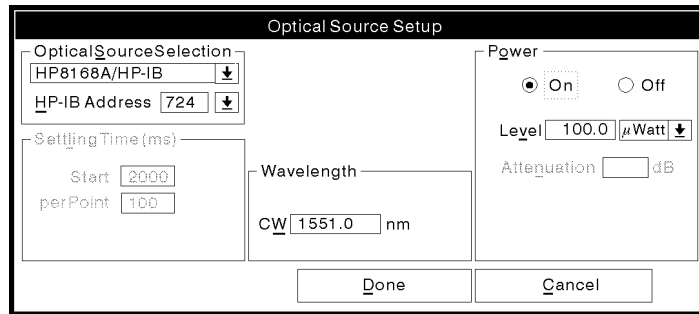 Optical Source Setup
OpticalSourceSelection
HP8168A/HP-IB
HP-IB Address 724
Settling Time(ms)
Start 2000
perPoint 100
Wavelength
CW 1551.0 nm
Power
On Off
Level 100.0 μWatt
Attenuation dB
Done Cancel